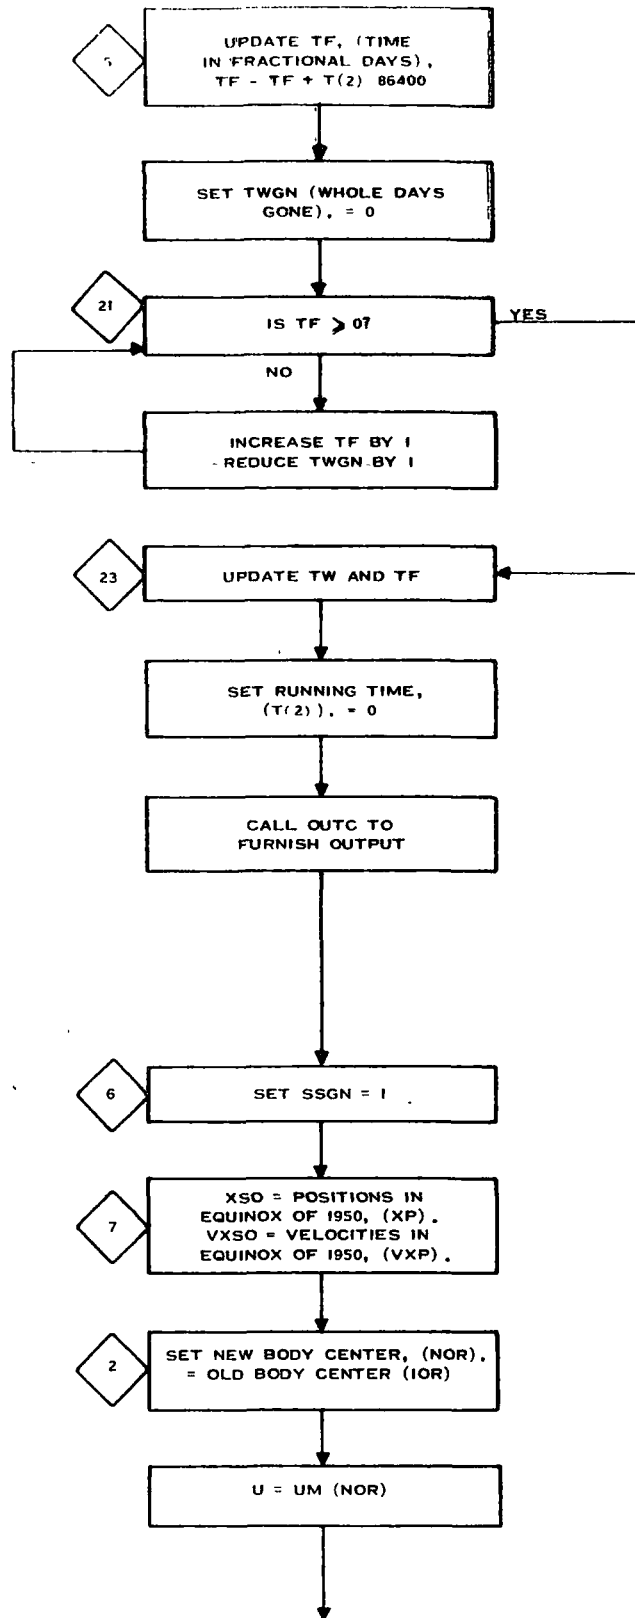 5
UPDATE TF, (TIME
IN FRACTIONAL DAYS),
TF - TF + T(2) 86400
SET TWGN (WHOLE DAYS
GONE), = 0
21
IS TF ⩾ 0?
YES
NO
INCREASE TF BY 1
REDUCE TWGN BY 1
23
UPDATE TW AND TF
SET RUNNING TIME,
(T(2)), = 0
CALL OUTC TO
FURNISH OUTPUT
6
SET SSGN = 1
7
XSO = POSITIONS IN
EQUINOX OF 1950, (XP).
VXSO = VELOCITIES IN
EQUINOX OF 1950, (VXP).
2
SET NEW BODY CENTER, (NOR),
= OLD BODY CENTER (IOR)
U = UM (NOR)